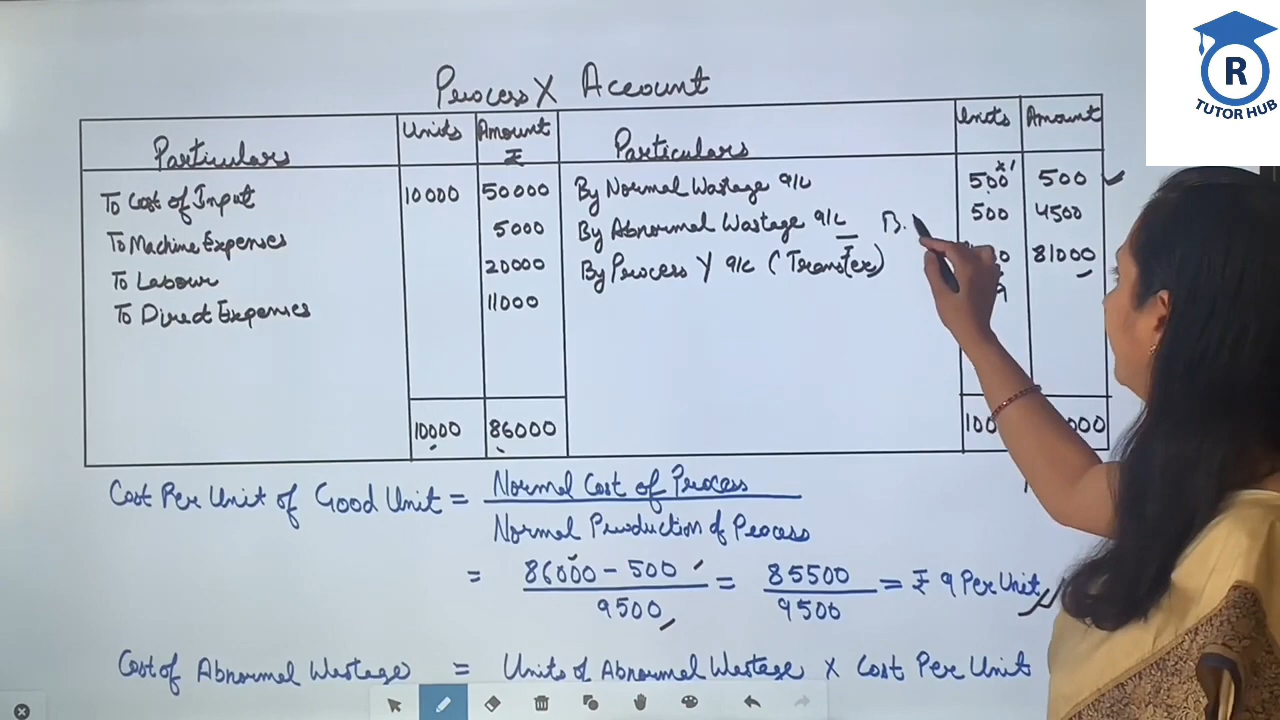 R
TUTOR HUB
Process X Account
Particulars Units Amount ₹ Particulars Units Amount
To Cost of Input 10000 50000 By Normal Wastage a/c 500 x 1 500
To Machine Expenses 5000 By Abnormal Wastage a/c B. 500 4500
To Labour 20000 By Process Y a/c (Transfer) 81000
To Direct Expenses 11000 9
10000 86000
Cost Per Unit of Good Unit = Normal Cost of Process
Normal Production of Process
= 86000 - 500 = 85500 = ₹ 9 Per Unit
9500 9500
Cost of Abnormal Wastage = Units of Abnormal Wastage X Cost Per Unit